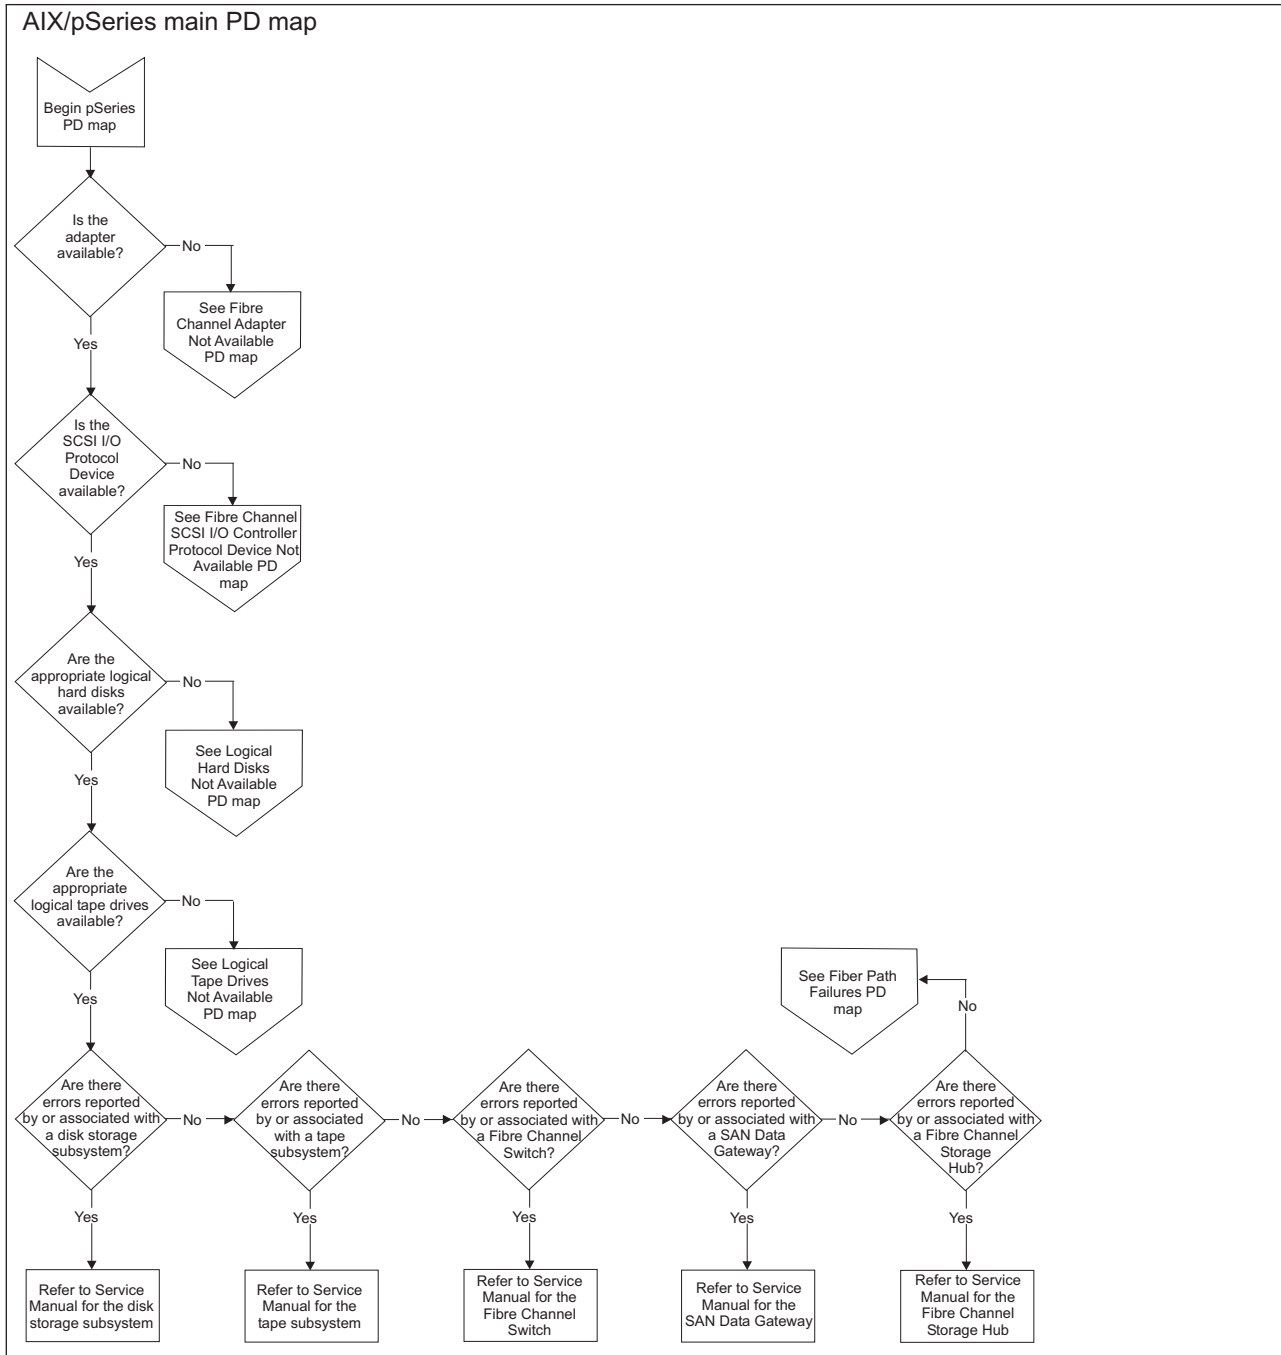 AIX/pSeries main PD map
Begin pSeries
PD map
Is the
adapter
available?
No
See Fibre
Channel Adapter
Not Available
PD map
Yes
Is the
SCSI I/O
Protocol
Device
available?
No
See Fibre Channel
SCSI I/O Controller
Protocol Device Not
Available PD
map
Yes
Are the
appropriate logical
hard disks
available?
No
See Logical
Hard Disks
Not Available
PD map
Yes
Are the
appropriate
logical tape drives
available?
No
See Logical
Tape Drives
Not Available
PD map
Yes
Are there
errors reported
by or associated with
a disk storage
subsystem?
No
Are there
errors reported
by or associated
with a tape
subsystem?
No
Are there
errors reported
by or associated with
a Fibre Channel
Switch?
No
Are there
errors reported
by or associated with
a SAN Data
Gateway?
No
Are there
errors reported
by or associated with
a Fibre Channel
Storage
Hub?
No
See Fiber Path
Failures PD
map
Yes
Refer to Service
Manual for the disk
storage subsystem
Yes
Refer to Service
Manual for the
tape subsystem
Yes
Refer to Service
Manual for the
Fibre Channel
Switch
Yes
Refer to Service
Manual for the
SAN Data Gateway
Yes
Refer to Service
Manual for the
Fibre Channel
Storage Hub